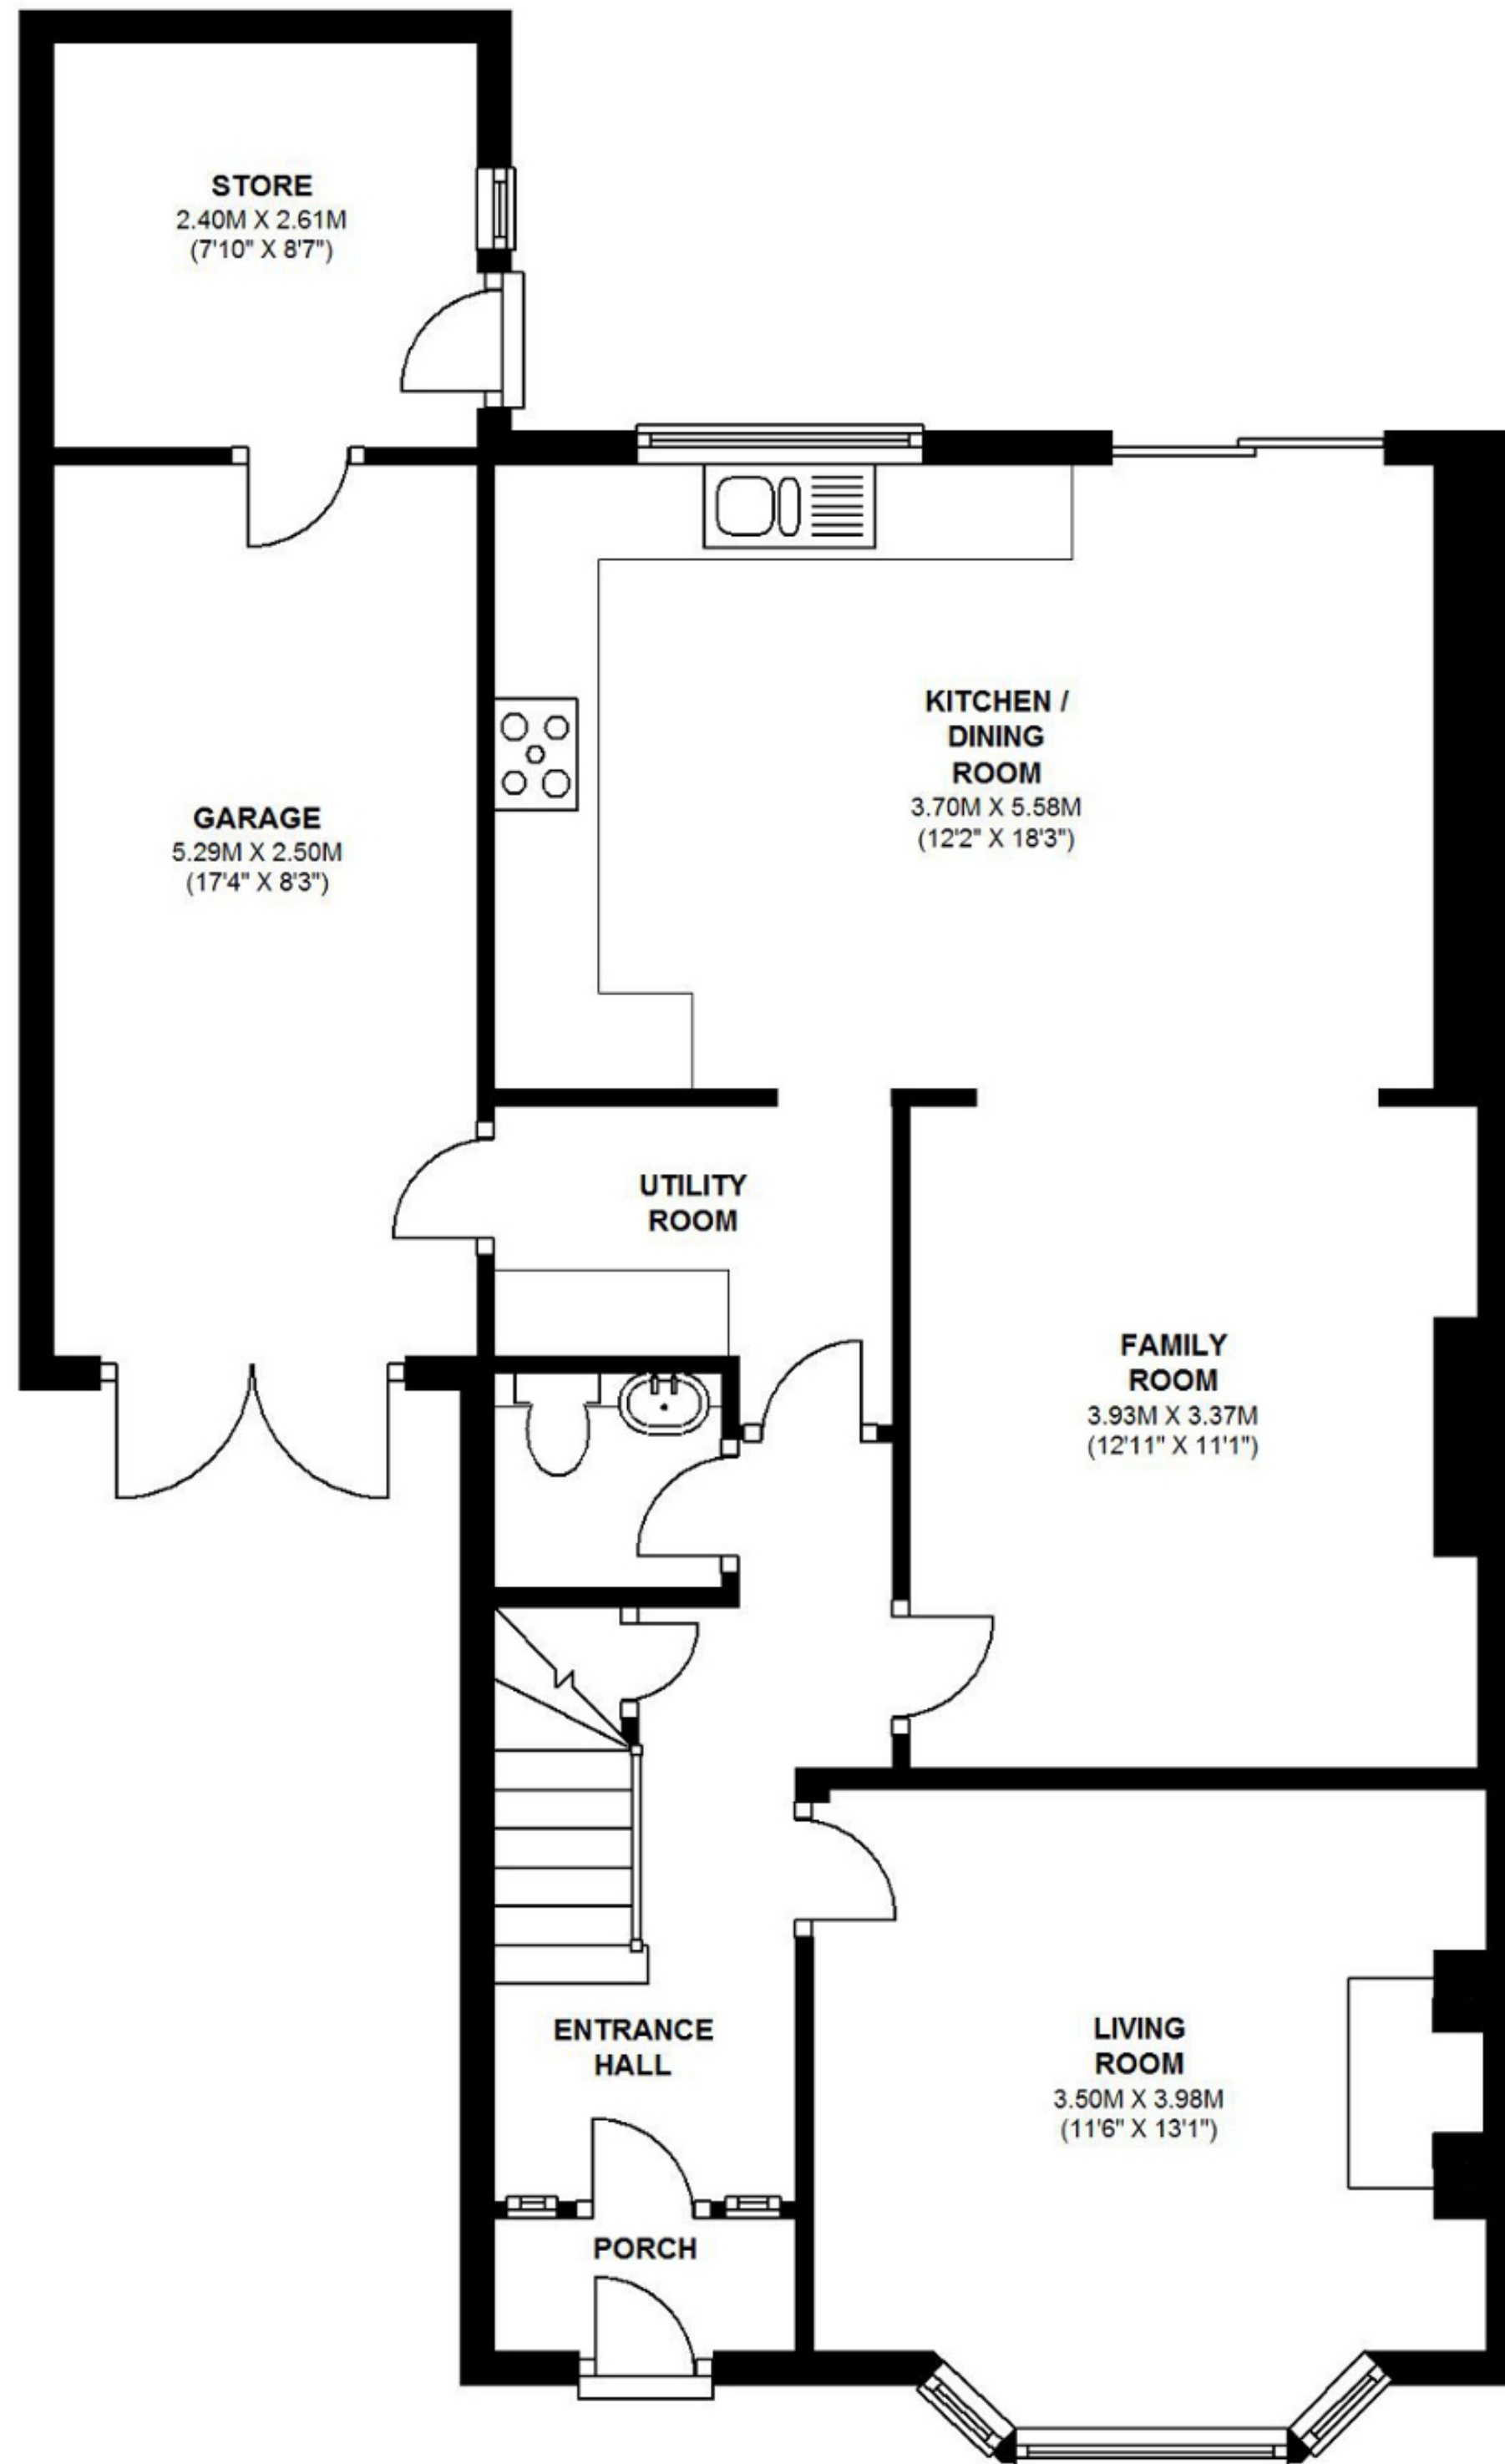 STORE
2.40M X 2.61M
(7'10" X 8'7")
KITCHEN /
DINING
ROOM
3.70M X 5.58M
(12'2" X 18'3")
GARAGE
5.29M X 2.50M
(17'4" X 8'3")
UTILITY
ROOM
FAMILY
ROOM
3.93M X 3.37M
(12'11" X 11'1")
ENTRANCE
HALL
LIVING
ROOM
3.50M X 3.98M
(11'6" X 13'1")
PORCH